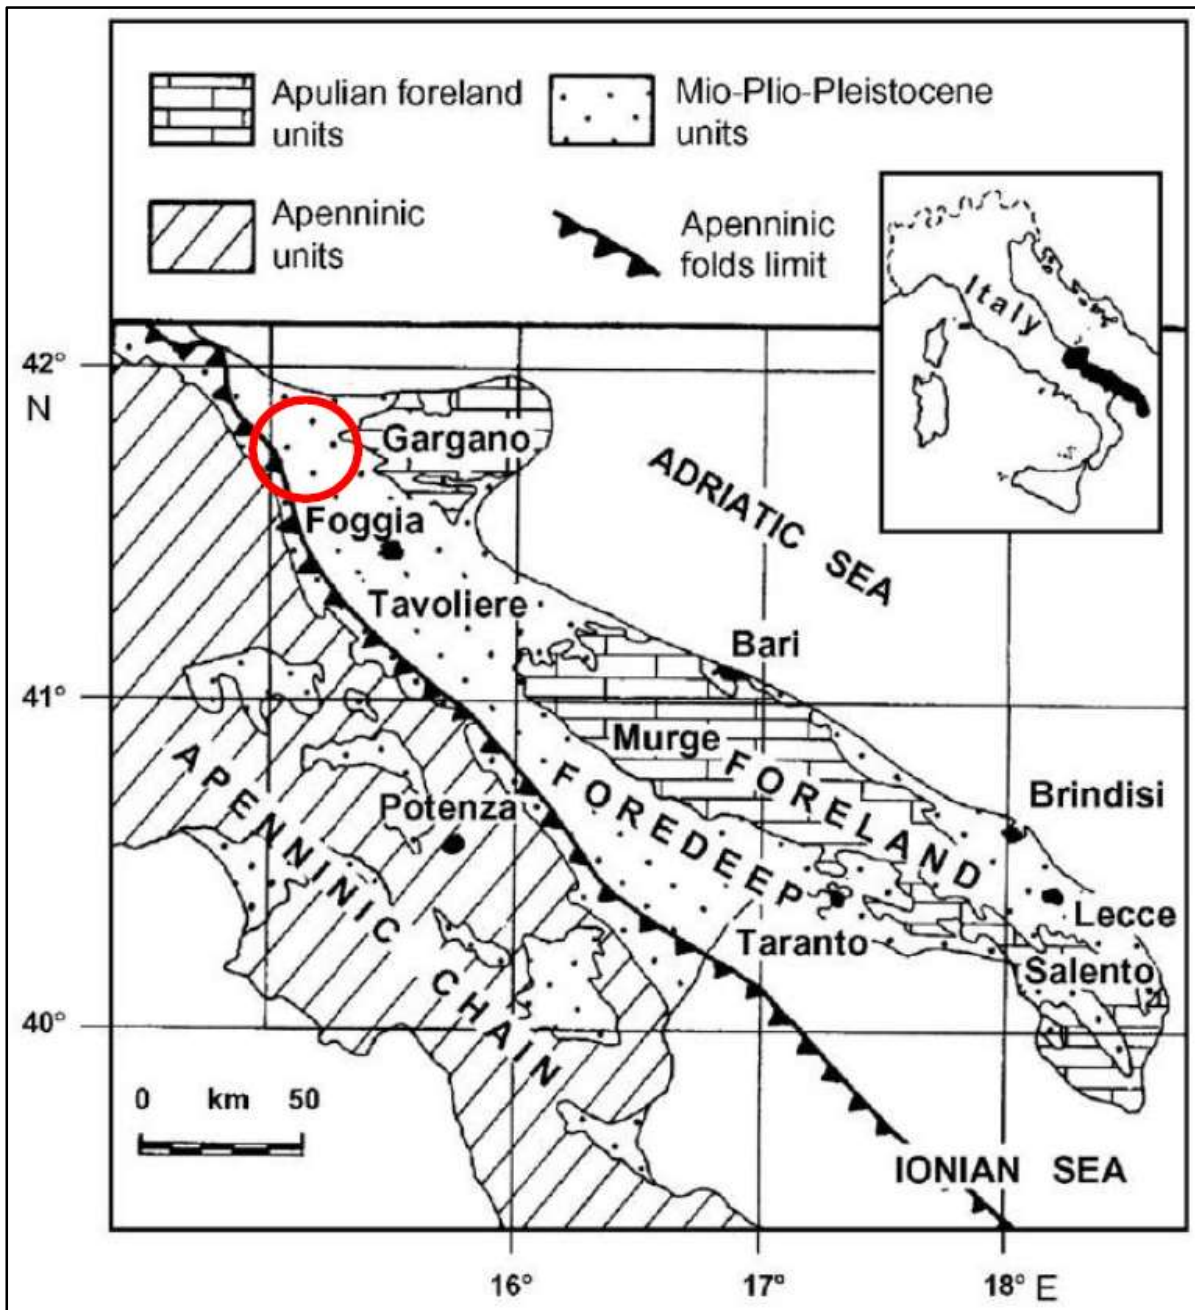 Apulian foreland
units
Mio-Plio-Pleistocene
units
Apenninic
units
Apenninic
folds limit
Italy
42°
N
Gargano
ADRIATIC SEA
Foggia
Tavoliere
Bari
41°
Murge
FORELAND
Brindisi
APENNINIC CHAIN
Potenza
FOREDEEP
Lecce
Taranto
Salento
40°
0 km 50
IONIAN SEA
16° 17° 18° E